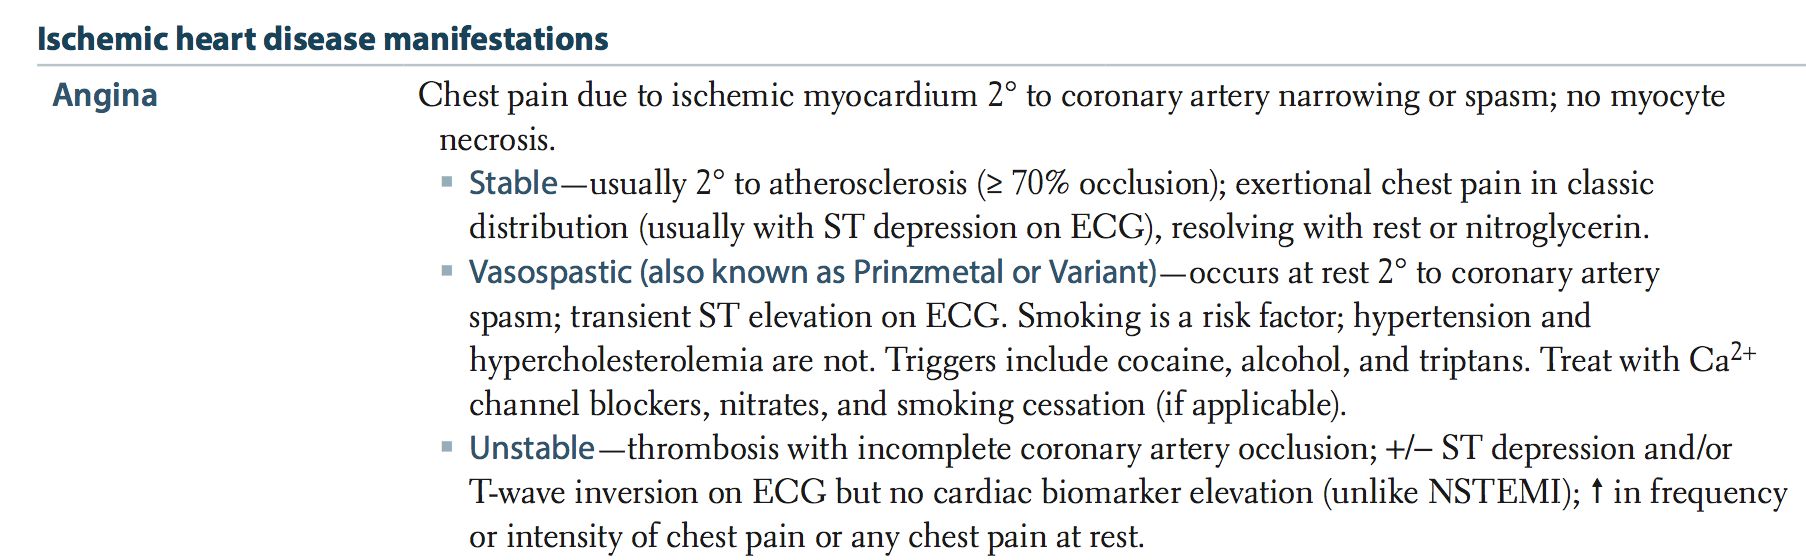 Ischemic heart disease manifestations
Angina
Chest pain due to ischemic myocardium 2° to coronary artery narrowing or spasm; no myocyte
necrosis.
▪ Stable—usually 2° to atherosclerosis (≥ 70% occlusion); exertional chest pain in classic
distribution (usually with ST depression on ECG), resolving with rest or nitroglycerin.
▪ Vasospastic (also known as Prinzmetal or Variant)—occurs at rest 2° to coronary artery
spasm; transient ST elevation on ECG. Smoking is a risk factor; hypertension and
hypercholesterolemia are not. Triggers include cocaine, alcohol, and triptans. Treat with Ca²⁺
channel blockers, nitrates, and smoking cessation (if applicable).
▪ Unstable—thrombosis with incomplete coronary artery occlusion; +/– ST depression and/or
T-wave inversion on ECG but no cardiac biomarker elevation (unlike NSTEMI); ↑ in frequency
or intensity of chest pain or any chest pain at rest.